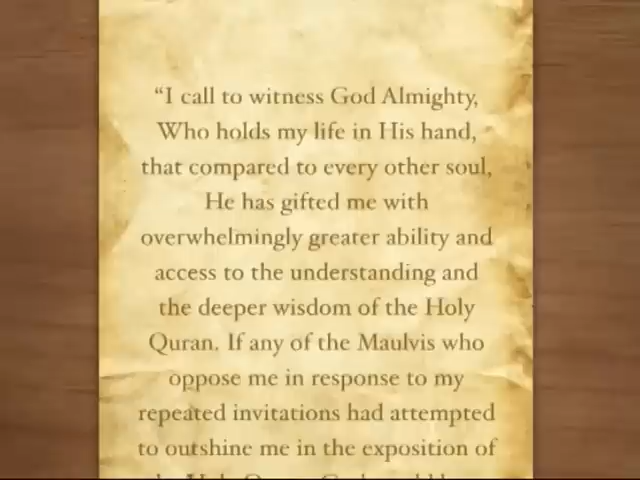 “I call to witness God Almighty,
Who holds my life in His hand,
that compared to every other soul,
He has gifted me with
overwhelmingly greater ability and
access to the understanding and
the deeper wisdom of the Holy
Quran. If any of the Maulvis who
oppose me in response to my
repeated invitations had attempted
to outshine me in the exposition of